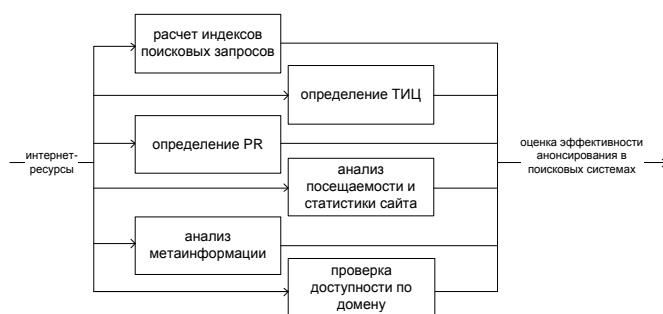 расчет индексов
поисковых запросов
определение ТИЦ
определение PR
интернет-
ресурсы
оценка эффективности
анонсирования в
поисковых системах
анализ
посещаемости и
статистики сайта
анализ
метаинформации
проверка
доступности по
домену